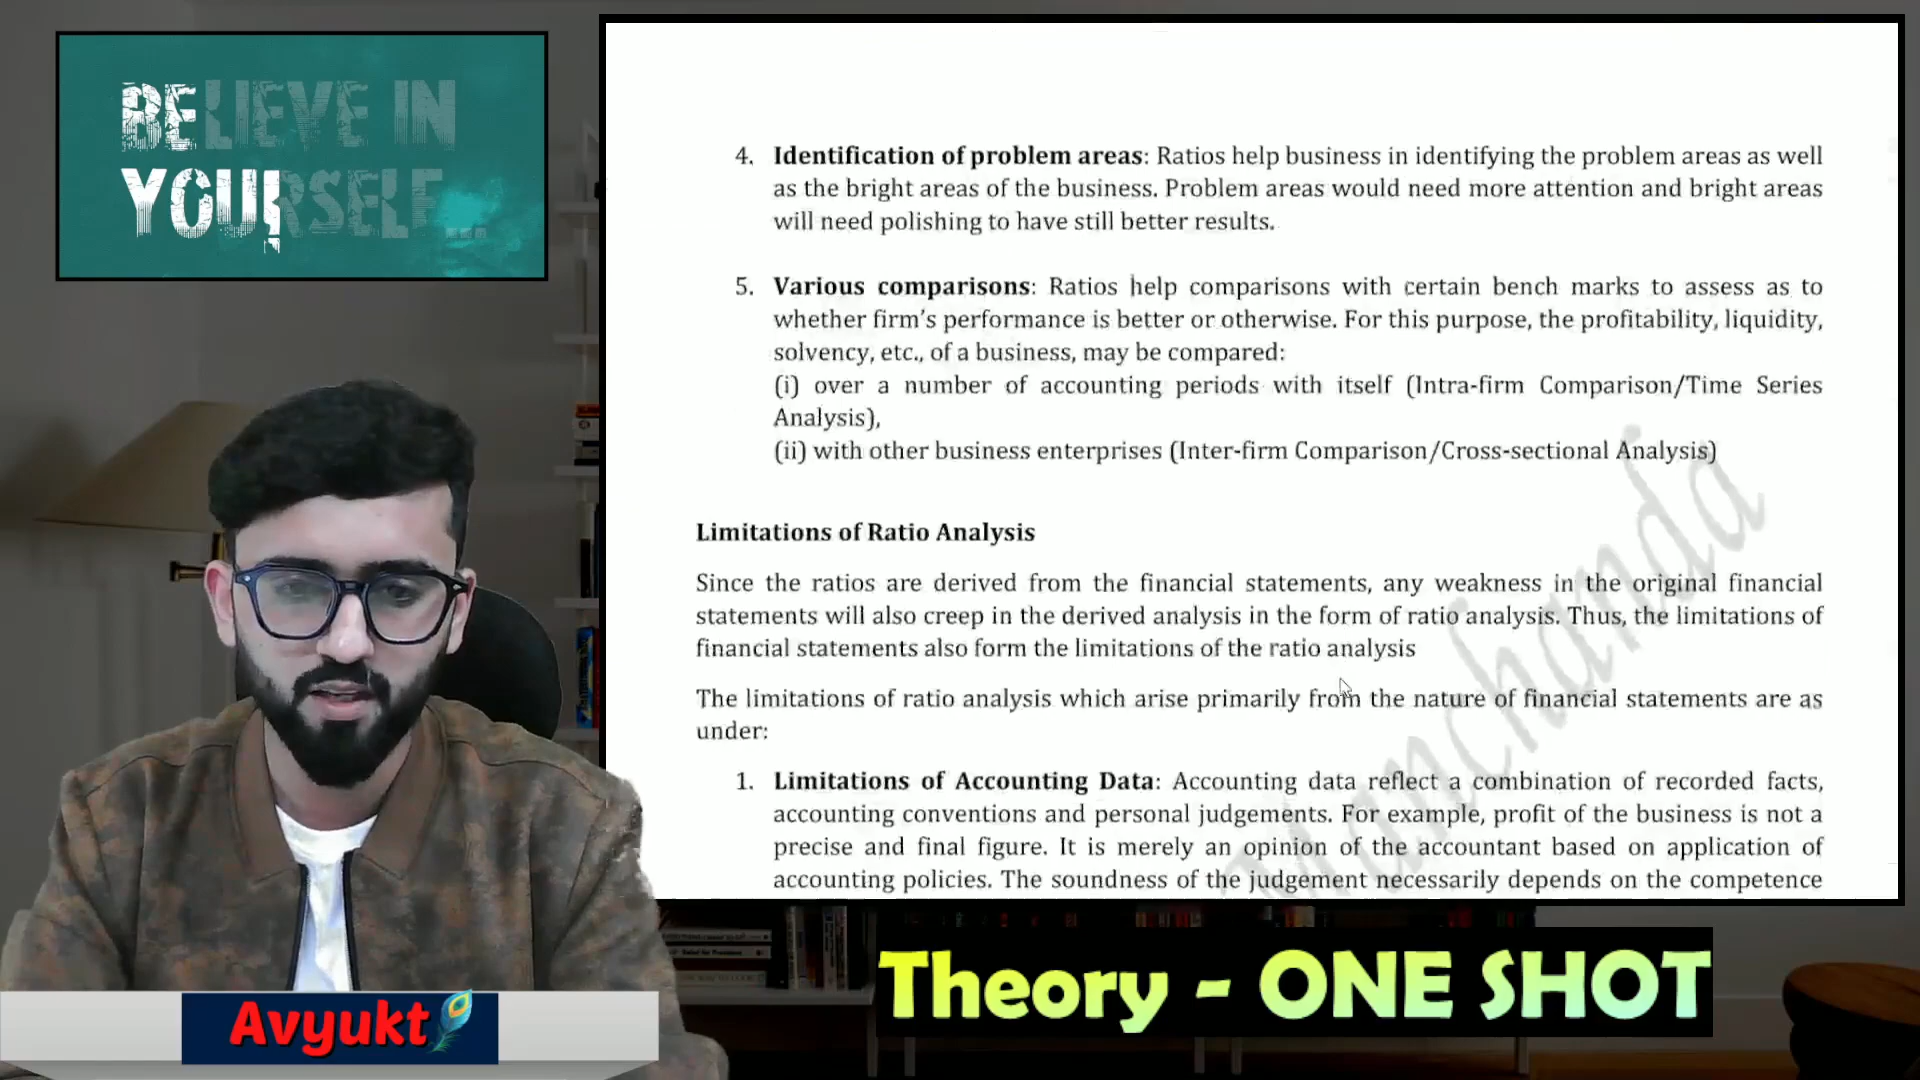 BELIEVE IN
YOURSELF...
4. Identification of problem areas: Ratios help business in identifying the problem areas as well
as the bright areas of the business. Problem areas would need more attention and bright areas
will need polishing to have still better results.
5. Various comparisons: Ratios help comparisons with certain bench marks to assess as to
whether firm's performance is better or otherwise. For this purpose, the profitability, liquidity,
solvency, etc., of a business, may be compared:
(i) over a number of accounting periods with itself (Intra-firm Comparison/Time Series
Analysis),
(ii) with other business enterprises (Inter-firm Comparison/Cross-sectional Analysis)
Limitations of Ratio Analysis
Since the ratios are derived from the financial statements, any weakness in the original financial
statements will also creep in the derived analysis in the form of ratio analysis. Thus, the limitations of
financial statements also form the limitations of the ratio analysis
The limitations of ratio analysis which arise primarily from the nature of financial statements are as
under:
1. Limitations of Accounting Data: Accounting data reflect a combination of recorded facts,
accounting conventions and personal judgements. For example, profit of the business is not a
precise and final figure. It is merely an opinion of the accountant based on application of
accounting policies. The soundness of the judgement necessarily depends on the competence
Manchanda
Theory - ONE SHOT
Avyukt